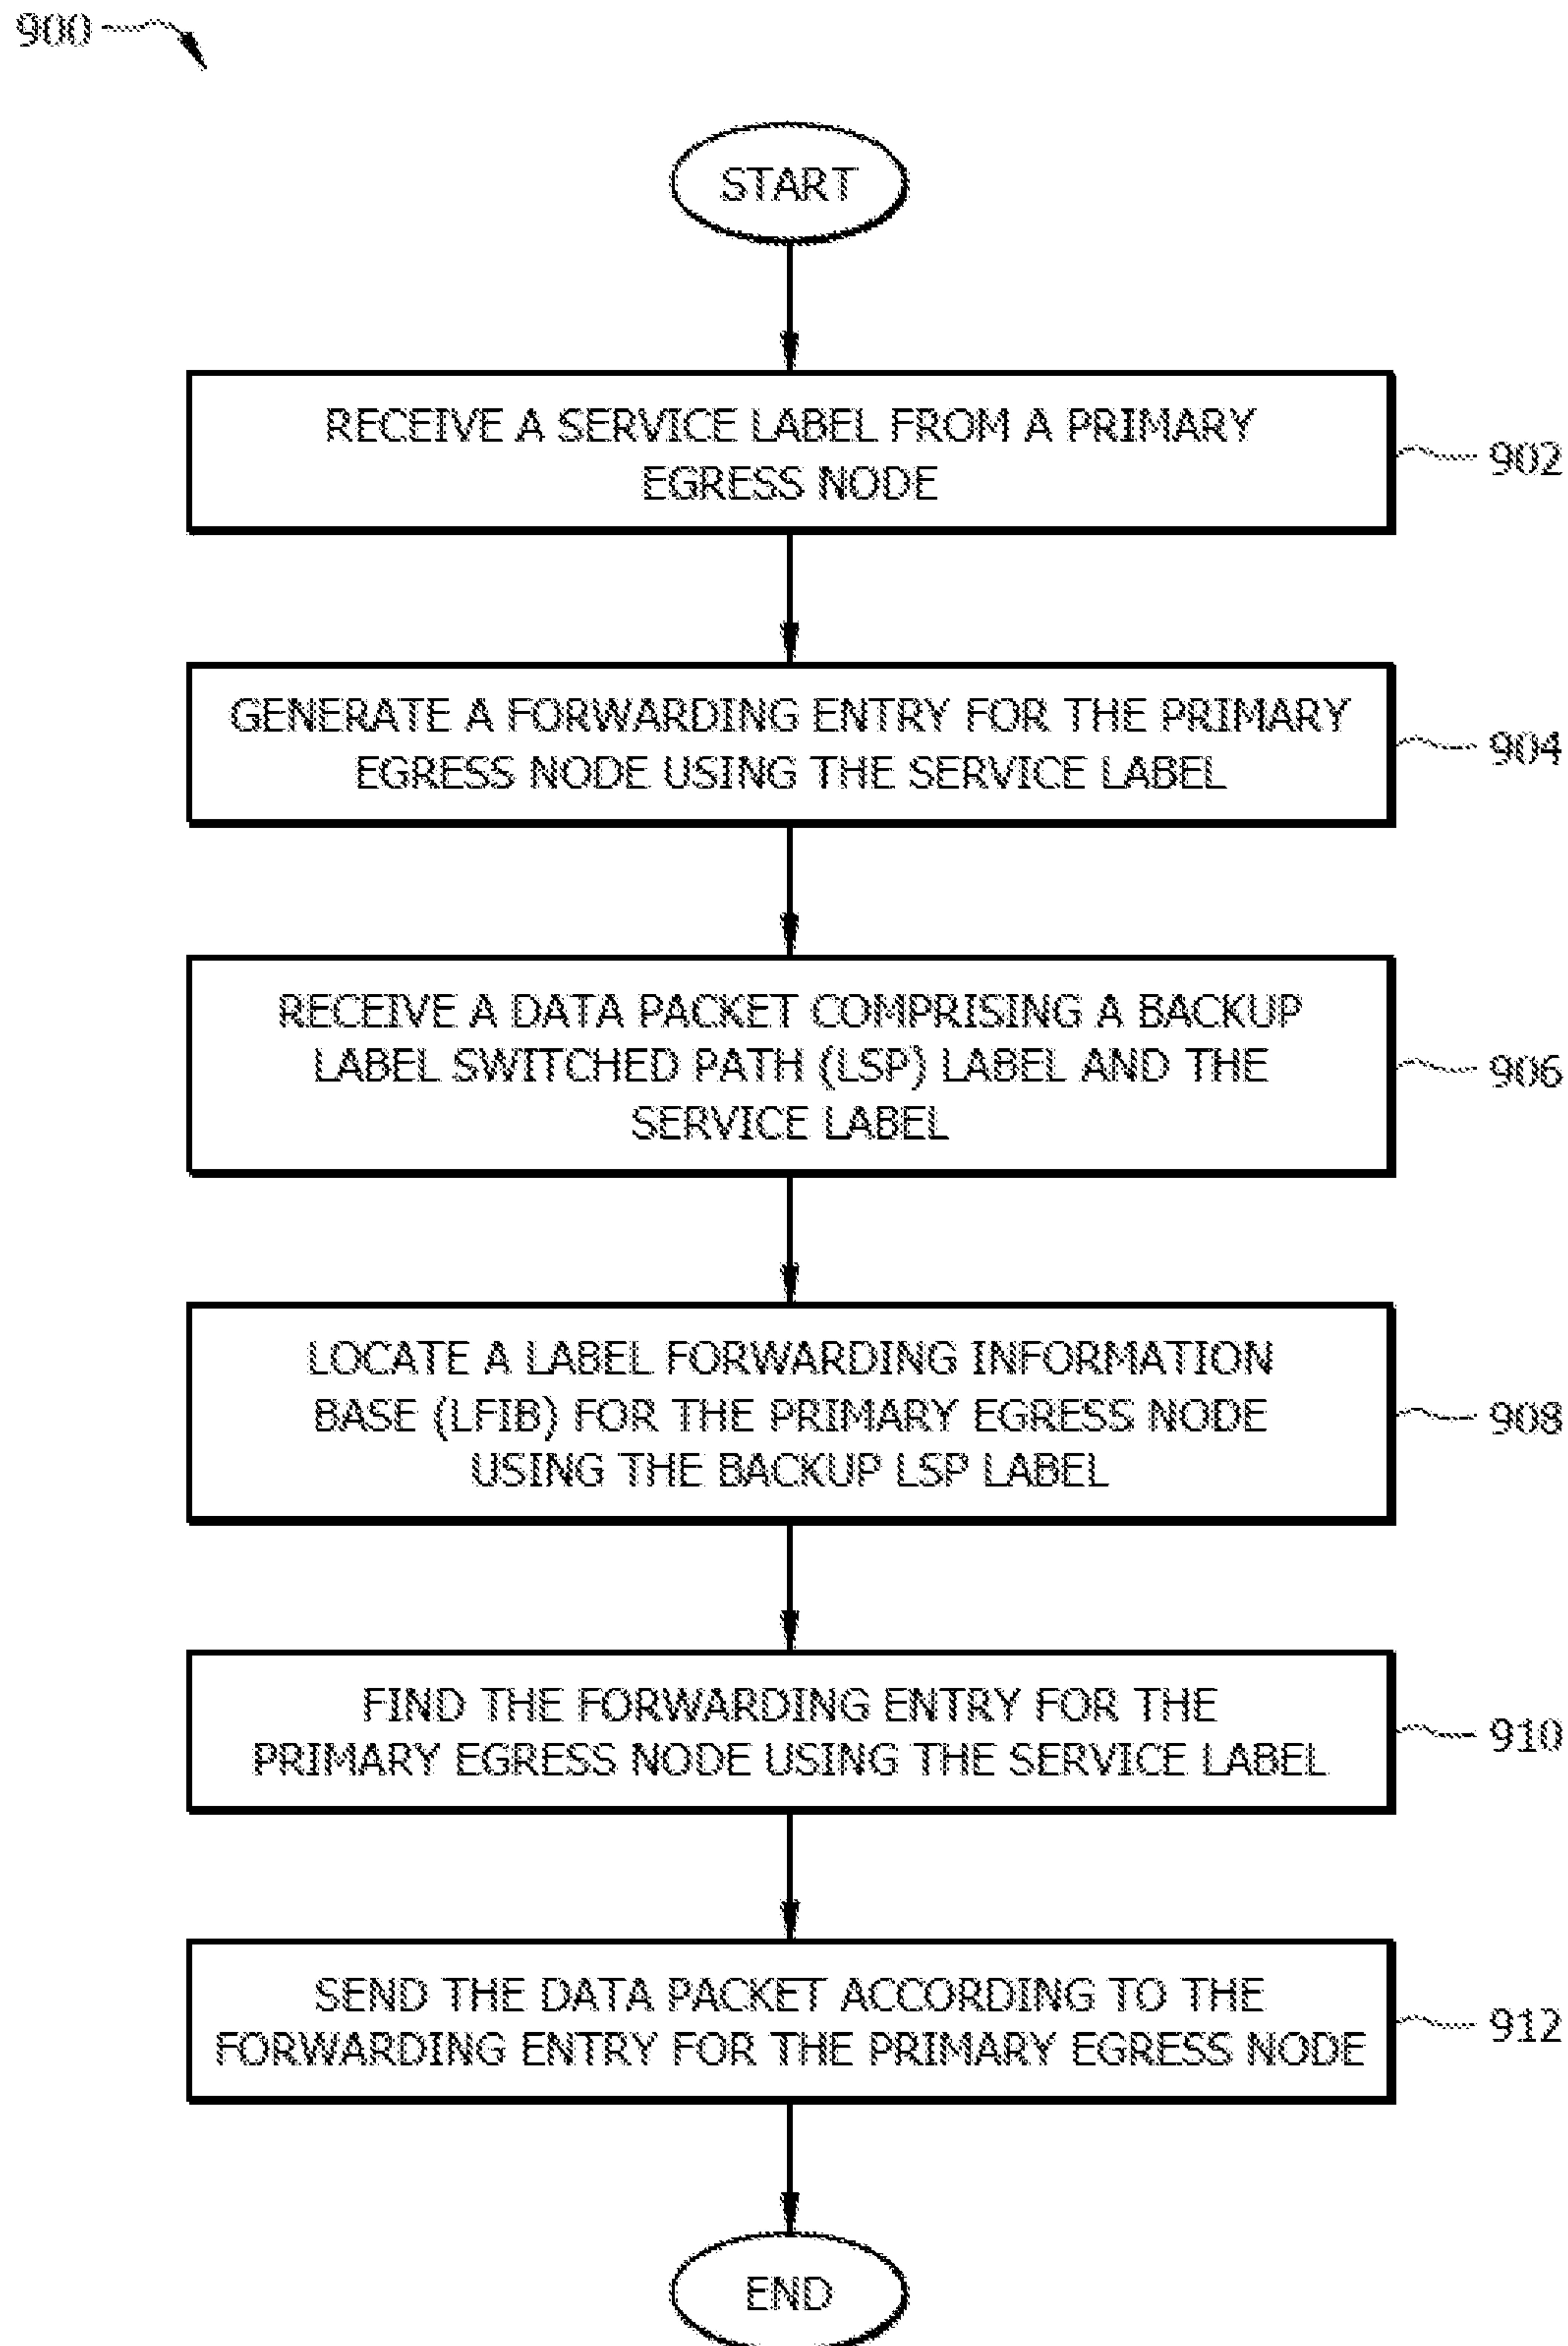 900
START
RECEIVE A SERVICE LABEL FROM A PRIMARY
EGRESS NODE
902
GENERATE A FORWARDING ENTRY FOR THE PRIMARY
EGRESS NODE USING THE SERVICE LABEL
904
RECEIVE A DATA PACKET COMPRISING A BACKUP
LABEL SWITCHED PATH (LSP) LABEL AND THE
SERVICE LABEL
906
LOCATE A LABEL FORWARDING INFORMATION
BASE (LFIB) FOR THE PRIMARY EGRESS NODE
USING THE BACKUP LSP LABEL
908
FIND THE FORWARDING ENTRY FOR THE
PRIMARY EGRESS NODE USING THE SERVICE LABEL
910
SEND THE DATA PACKET ACCORDING TO THE
FORWARDING ENTRY FOR THE PRIMARY EGRESS NODE
912
END